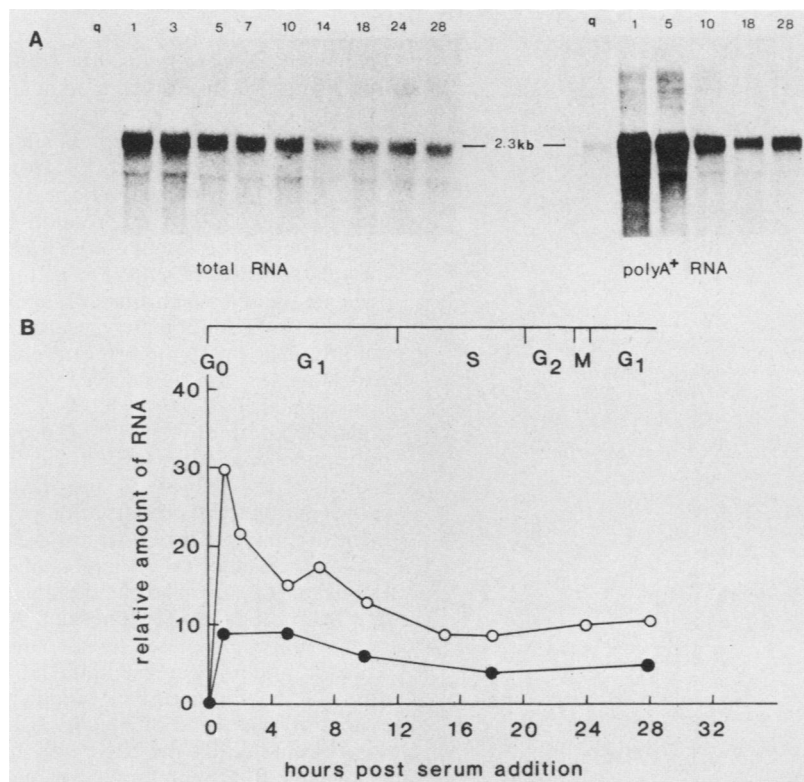 A
q 1 3 5 7 10 14 18 24 28
q 1 5 10 18 28
2.3kb
total RNA
polyA+ RNA
B
G0 G1 S G2 M G1
40
30
20
10
0
relative amount of RNA
0 4 8 12 16 20 24 28 32
hours post serum addition